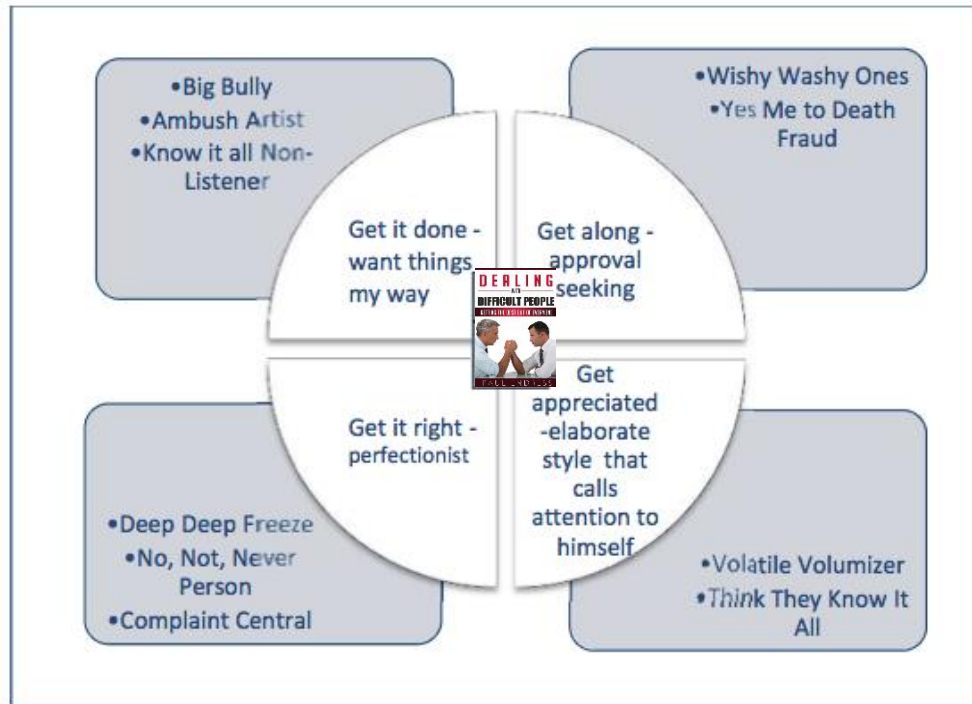 •Big Bully
•Ambush Artist
•Know it all Non-
Listener
•Wishy Washy Ones
•Yes Me to Death
Fraud
Get it done -
want things
my way
Get along -
approval
seeking
DEALING
DIFFICULT PEOPLE
PAUL ENDRESS
Get it right -
perfectionist
Get
appreciated
-elaborate
style that
calls
attention to
himself
•Deep Deep Freeze
•No, Not, Never
Person
•Complaint Central
•Volatile Volumizer
•Think They Know It
All